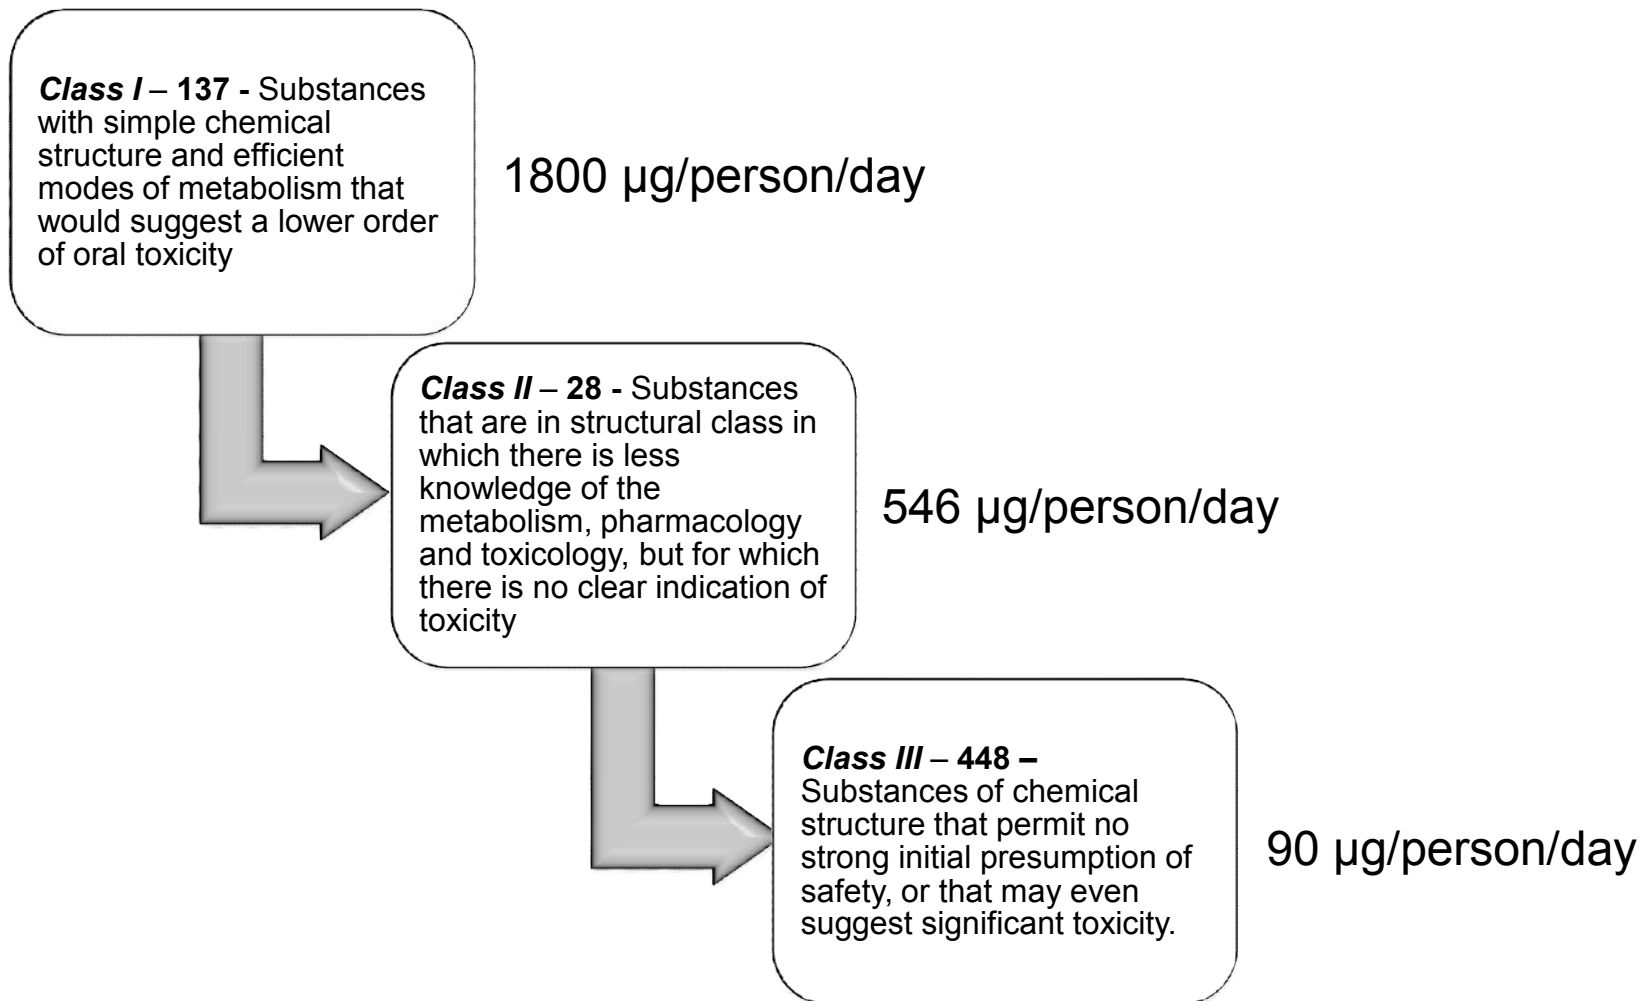 Class I – 137 - Substances
with simple chemical
structure and efficient
modes of metabolism that
would suggest a lower order
of oral toxicity
1800 µg/person/day
Class II – 28 - Substances
that are in structural class in
which there is less
knowledge of the
metabolism, pharmacology
and toxicology, but for which
there is no clear indication of
toxicity
546 µg/person/day
Class III – 448 –
Substances of chemical
structure that permit no
strong initial presumption of
safety, or that may even
suggest significant toxicity.
90 µg/person/day